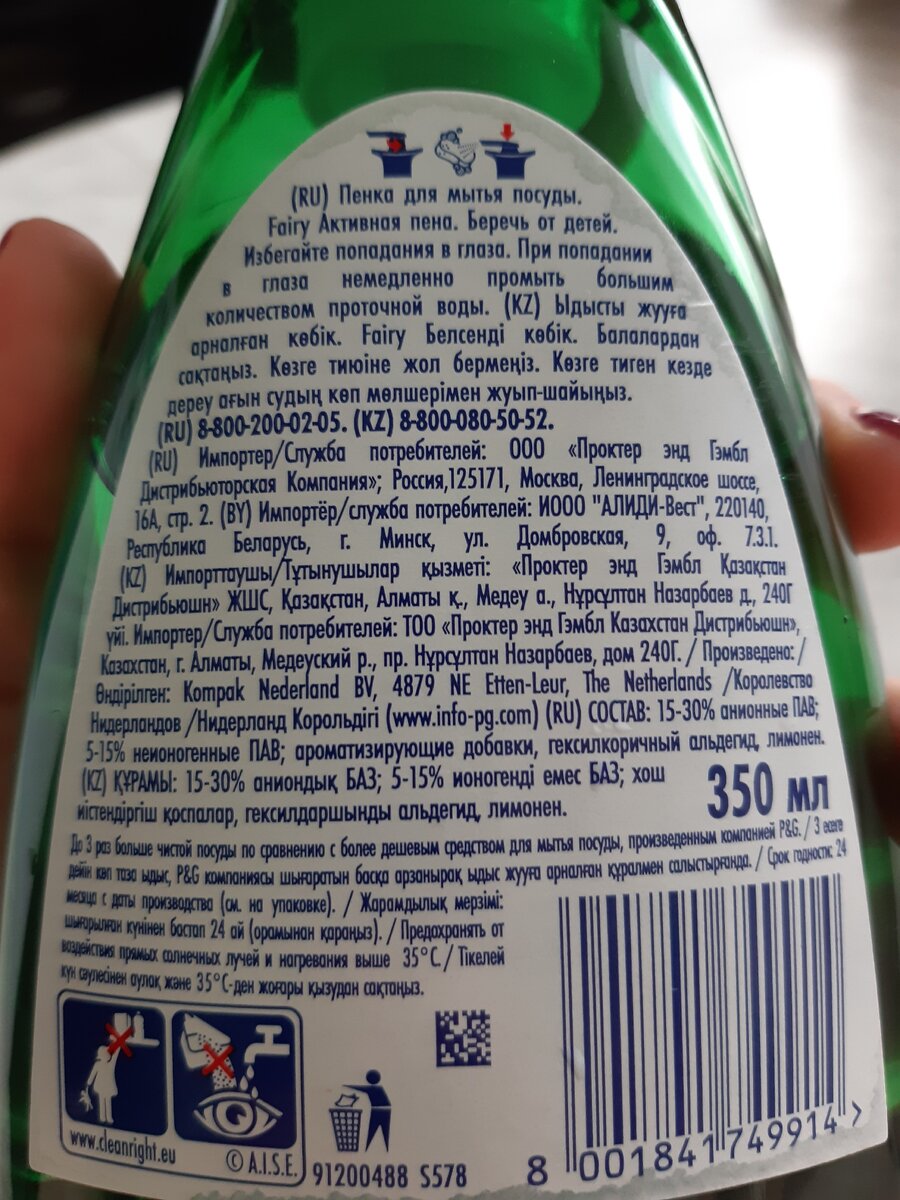 (RU) Пенка для мытья посуды.
Fairy Активная пена. Беречь от детей.
Избегайте попадания в глаза. При попадании
в глаза немедленно промыть большим
количеством проточной воды. (KZ) Ыдысты жууға
арналған көбік. Fairy Белсенді көбік. Балалардан
сақтаңыз. Көзге тиюіне жол бермеңіз. Көзге тиген кезде
дереу ағын судың көп мөлшерімен жуып-шайыңыз.
(RU) 8-800-200-02-05. (KZ) 8-800-080-50-52.
(RU) Импортер/Служба потребителей: ООО «Проктер энд Гэмбл
Дистрибьюторская Компания»; Россия,125171, Москва, Ленинградское шоссе,
16А, стр. 2. (BY) Импортёр/служба потребителей: ИООО "АЛИДИ-Вест", 220140,
Республика Беларусь, г. Минск, ул. Домбровская, 9, оф. 7.3.1.
(KZ) Импорттаушы/Тұтынушылар қызметі: «Проктер энд Гэмбл Қазақстан
Дистрибьюшн» ЖШС, Қазақстан, Алматы қ., Медеу а., Нұрсұлтан Назарбаев д., 240Г
үйі. Импортер/Служба потребителей: ТОО «Проктер энд Гэмбл Казахстан Дистрибьюшн»,
Казахстан, г. Алматы, Медеуский р., пр. Нұрсұлтан Назарбаев, дом 240Г. / Произведено: /
Өндірілген: Kompak Nederland BV, 4879 NE Etten-Leur, The Netherlands /Королевство
Нидерландов /Нидерланд Корольдігі (www.info-pg.com) (RU) СОСТАВ: 15-30% анионные ПАВ;
5-15% неионогенные ПАВ; ароматизирующие добавки, гексилкоричный альдегид, лимонен.
(KZ) ҚҰРАМЫ: 15-30% аниондық БАЗ; 5-15% ионогенді емес БАЗ; хош
иістендіргіш қоспалар, гексилдаршынды альдегид, лимонен.
350 мл
До 3 раз больше чистой посуды по сравнению с более дешевым средством для мытья посуды, произведенным компанией P&G. / 3 есеге
дейін көп таза ыдыс, P&G компаниясы шығаратын басқа арзанырақ ыдыс жууға арналған құралмен салыстырғанда. / Срок годности: 24
месяца с даты производства (см. на упаковке). / Жарамдылық мерзімі:
шығарылған күнінен бастап 24 ай (орамынан қараңыз). / Предохранять от
воздействия прямых солнечных лучей и нагревания выше 35°C. / Тікелей
күн сәулесінен аулақ және 35°C-ден жоғары қызудан сақтаңыз.
www.cleanright.eu
© A.I.S.E.
91200488 S578
8 001841 749914 >